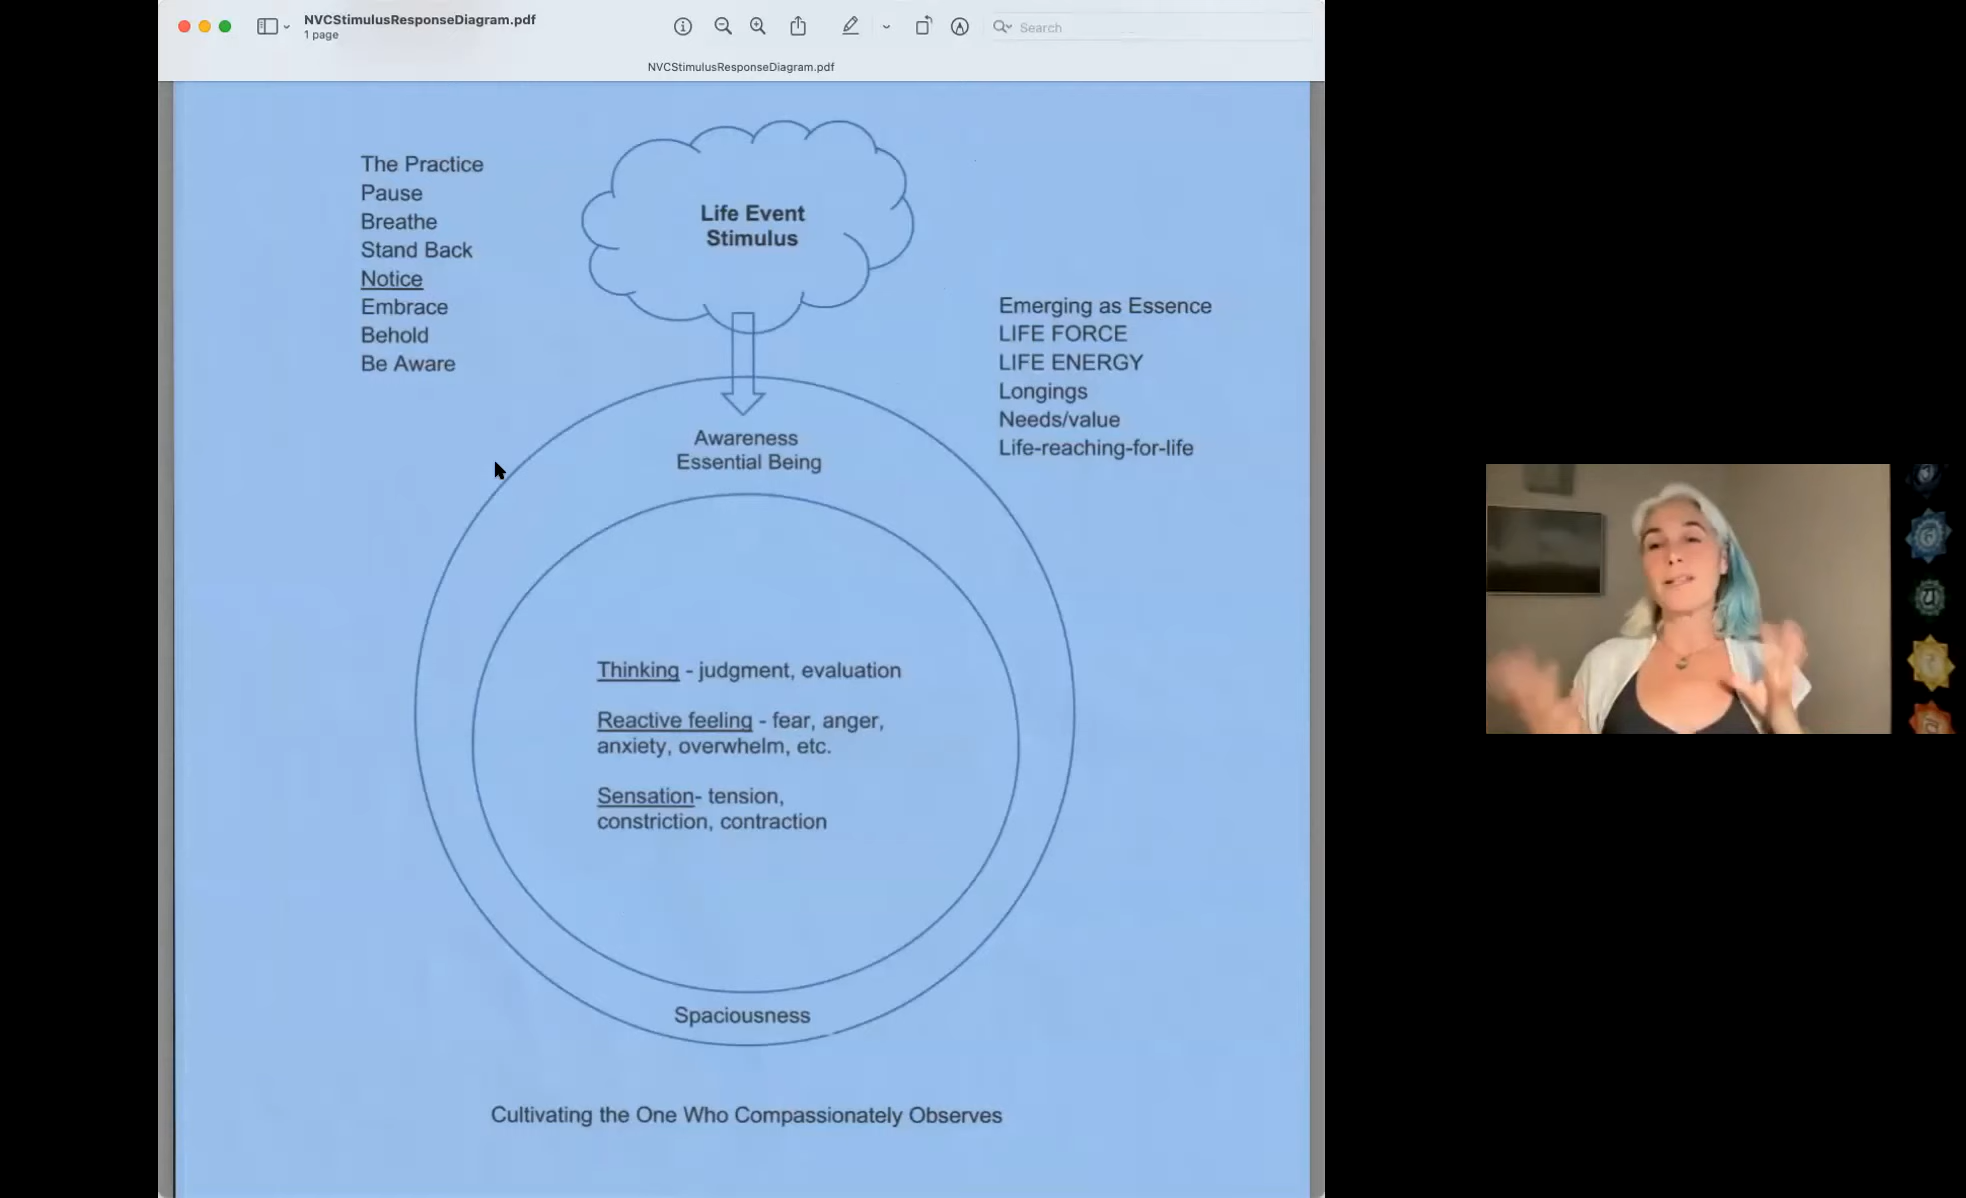 NVCStimulusResponseDiagram.pdf
1 page
Search
NVCStimulusResponseDiagram.pdf
The Practice
Pause
Breathe
Stand Back
Notice
Embrace
Behold
Be Aware
Life Event
Stimulus
Emerging as Essence
LIFE FORCE
LIFE ENERGY
Longings
Needs/value
Life-reaching-for-life
Awareness
Essential Being
Thinking - judgment, evaluation
Reactive feeling - fear, anger,
anxiety, overwhelm, etc.
Sensation- tension,
constriction, contraction
Spaciousness
Cultivating the One Who Compassionately Observes